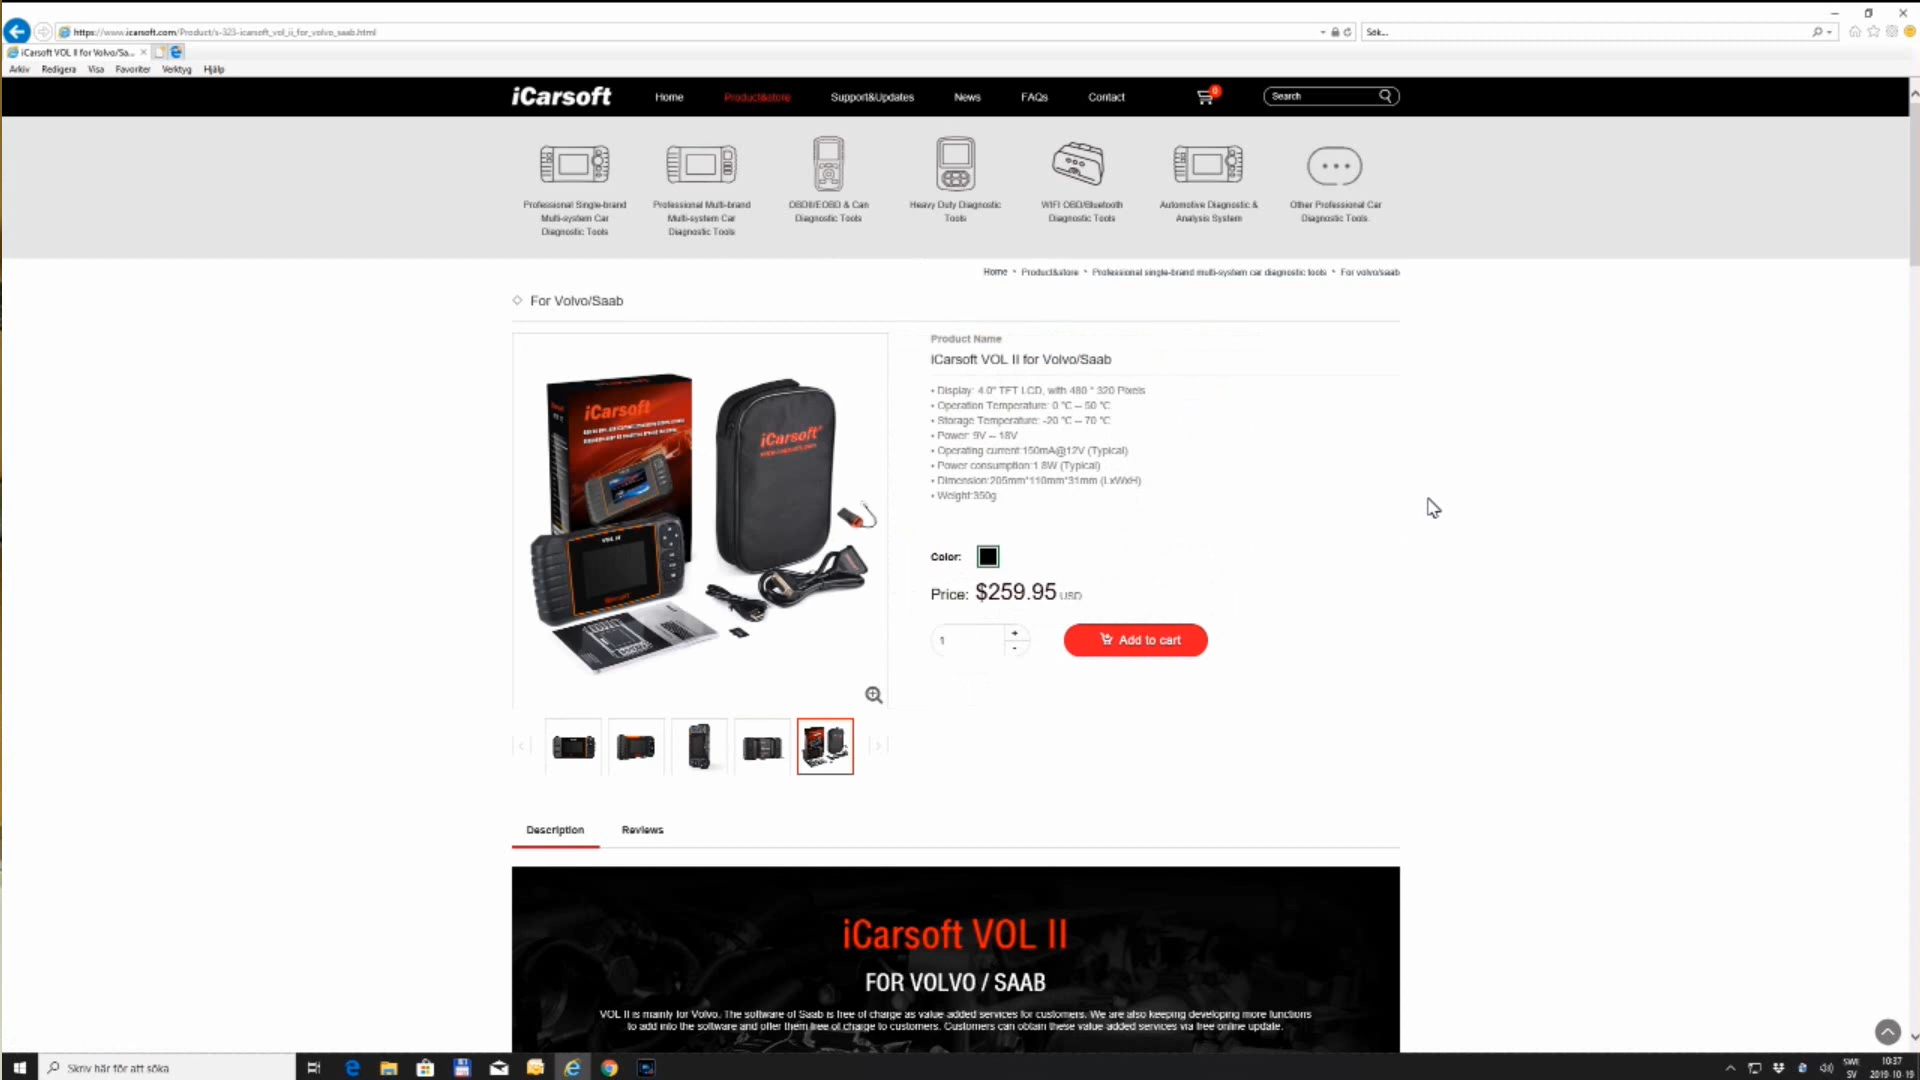 https://www.icarsoft.com/Product/s-323-icarsoft_vol_ii_for_volvo_saab.html
Sök...
iCarsoft VOL II for Volvo/Sa...
Arkiv Redigera Visa Favoriter Verktyg Hjälp
iCarsoft Home Product&store Support&Updates News FAQs Contact 0 Search
Professional Single-brand
Multi-system Car
Diagnostic Tools
Professional Multi-brand
Multi-system Car
Diagnostic Tools
OBDII/EOBD & Can
Diagnostic Tools
Heavy Duty Diagnostic
Tools
WIFI OBD/Bluetooth
Diagnostic Tools
Automotive Diagnostic &
Analysis System
Other Professional Car
Diagnostic Tools.
Home • Product&store • Professional single-brand multi-system car diagnostic tools • For volvo/saab
For Volvo/Saab
iCarsoft
iCarsoft
VOL II
iCarsoft
Product Name
iCarsoft VOL II for Volvo/Saab
• Display: 4.0" TFT LCD, with 480 * 320 Pixels
• Operation Temperature: 0 °C -- 50 °C
• Storage Temperature: -20 °C -- 70 °C
• Power: 9V -- 18V
• Operating current:150mA@12V (Typical)
• Power consumption:1.8W (Typical)
• Dimension:205mm*110mm*31mm (LxWxH)
• Weight:350g
Color:
Price: $259.95 USD
1 + -
Add to cart
Description Reviews
iCarsoft VOL II
FOR VOLVO / SAAB
VOL II is mainly for Volvo. The software of Saab is free of charge as value added services for customers. We are also keeping developing more functions
to add into the software and offer them free of charge to customers. Customers can obtain these value added services via free online update.
Skriv här för att söka
SWE
SV
10:37
2019-10-19